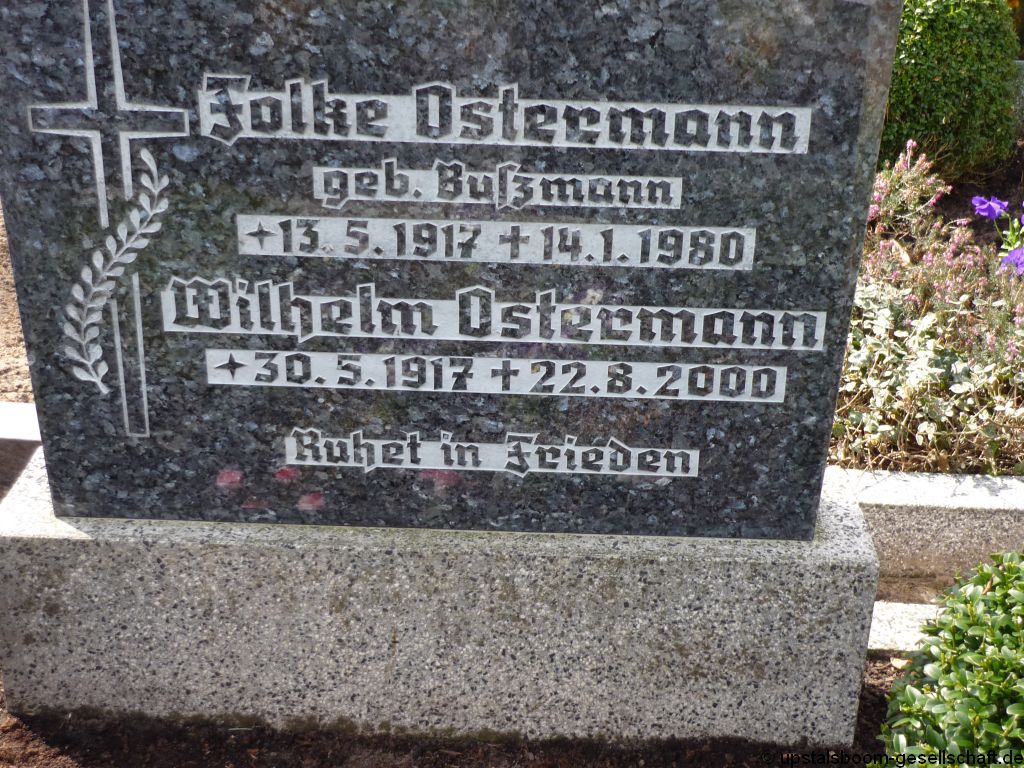 Folke Ostermann
geb. Bußmann
13.5.1917 † 14.1.1980
Wilhelm Ostermann
30.5.1917 † 22.8.2000
Ruhet in Frieden
© upstalsboom-gesellschaft.de